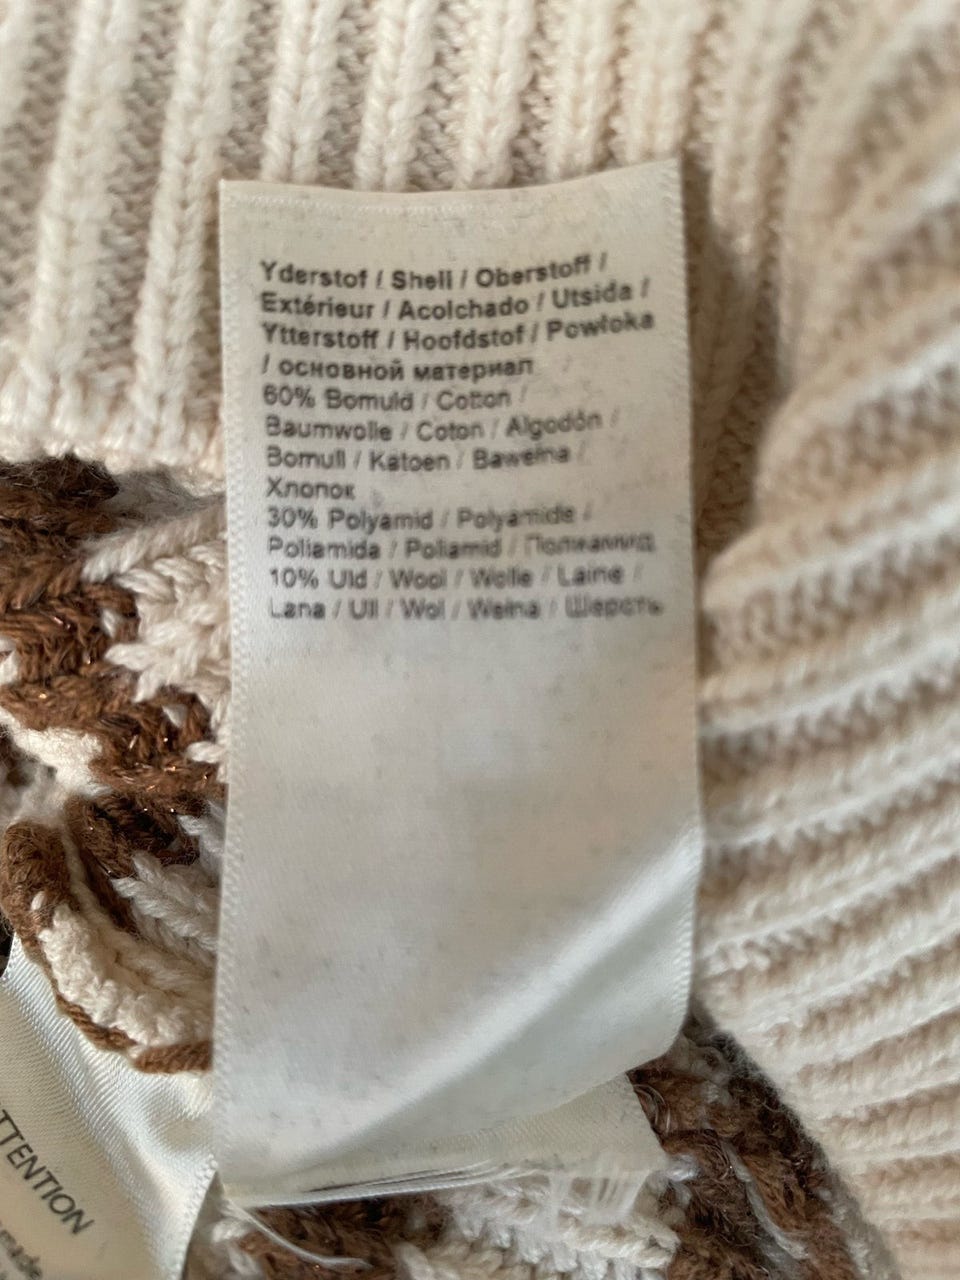 Yderstof / Shell / Oberstoff /
Extérieur / Acolchado / Utsida /
Ytterstoff / Hoofdstof / Powłoka
/ основной материал
60% Bomuld / Cotton /
Baumwolle / Coton / Algodón /
Bomull / Katoen / Bawełna /
Хлопок
30% Polyamid / Polyamide /
Poliamida / Poliamid / Полиамид
10% Uld / Wool / Wolle / Laine /
Lana / Ull / Wol / Wełna / Шерсть
TTENTION